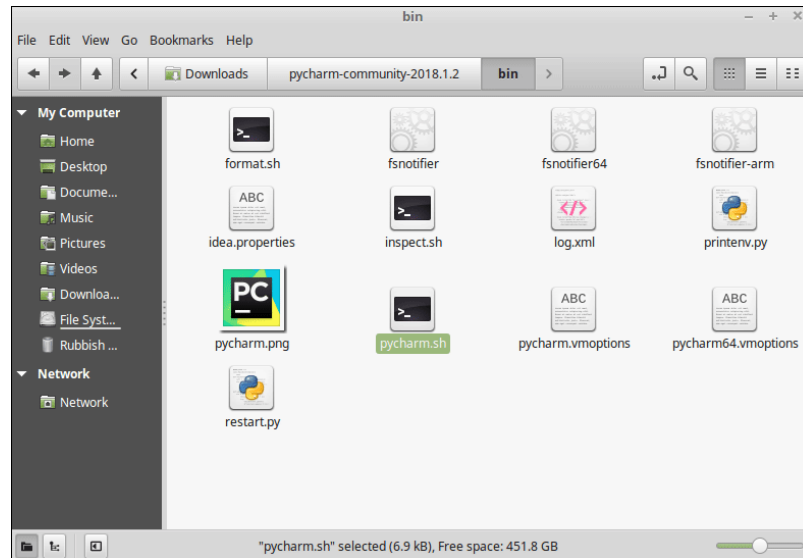 bin
File Edit View Go Bookmarks Help
Downloads pycharm-community-2018.1.2 bin
My Computer
Home
Desktop
Docume...
Music
Pictures
Videos
Downloa...
File Syst...
Rubbish ...
Network
Network
>_
format.sh fsnotifier fsnotifier64 fsnotifier-arm
ABC >_ </>
idea.properties inspect.sh log.xml printenv.py
PC >_ ABC ABC
pycharm.png pycharm.sh pycharm.vmoptions pycharm64.vmoptions
restart.py
"pycharm.sh" selected (6.9 kB), Free space: 451.8 GB